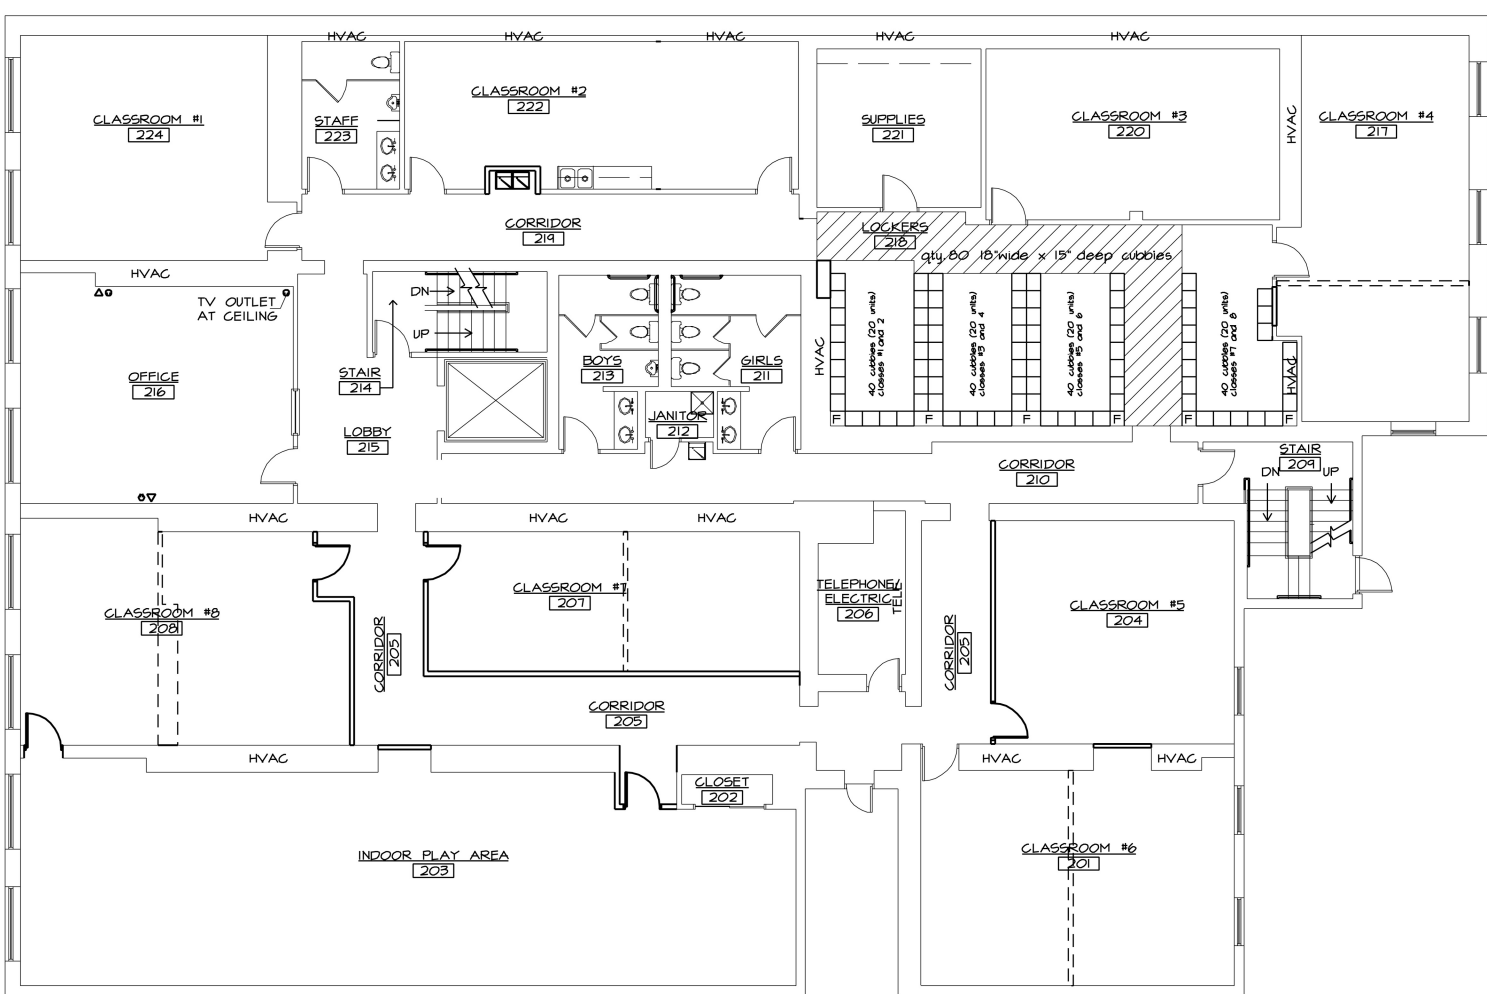 HVAC
HVAC
HVAC
HVAC
HVAC
CLASSROOM #1
224
STAFF
223
CLASSROOM #2
222
SUPPLIES
221
CLASSROOM #3
220
HVAC
CLASSROOM #4
217
CORRIDOR
219
LOCKERS
218
qty.80 18"wide x 15" deep cubbies
HVAC
TV OUTLET
AT CEILING
DN
UP
STAIR
214
OFFICE
216
BOYS
213
GIRLS
211
HVAC
40 cubbies (20 units)
classes #1 and 2
40 cubbies (20 units)
classes #3 and 4
40 cubbies (20 units)
classes #5 and 6
40 cubbies (20 units)
classes #7 and 8
HVAC
F
F
F
F
F
F
LOBBY
215
JANITOR
212
CORRIDOR
210
STAIR
209
DN
UP
HVAC
HVAC
HVAC
CLASSROOM #8
208
CORRIDOR
205
CLASSROOM #7
207
TELEPHONE/
ELECTRIC
206
TELE
CORRIDOR
205
CLASSROOM #5
204
CORRIDOR
205
HVAC
HVAC
HVAC
CLOSET
202
INDOOR PLAY AREA
203
CLASSROOM #6
201